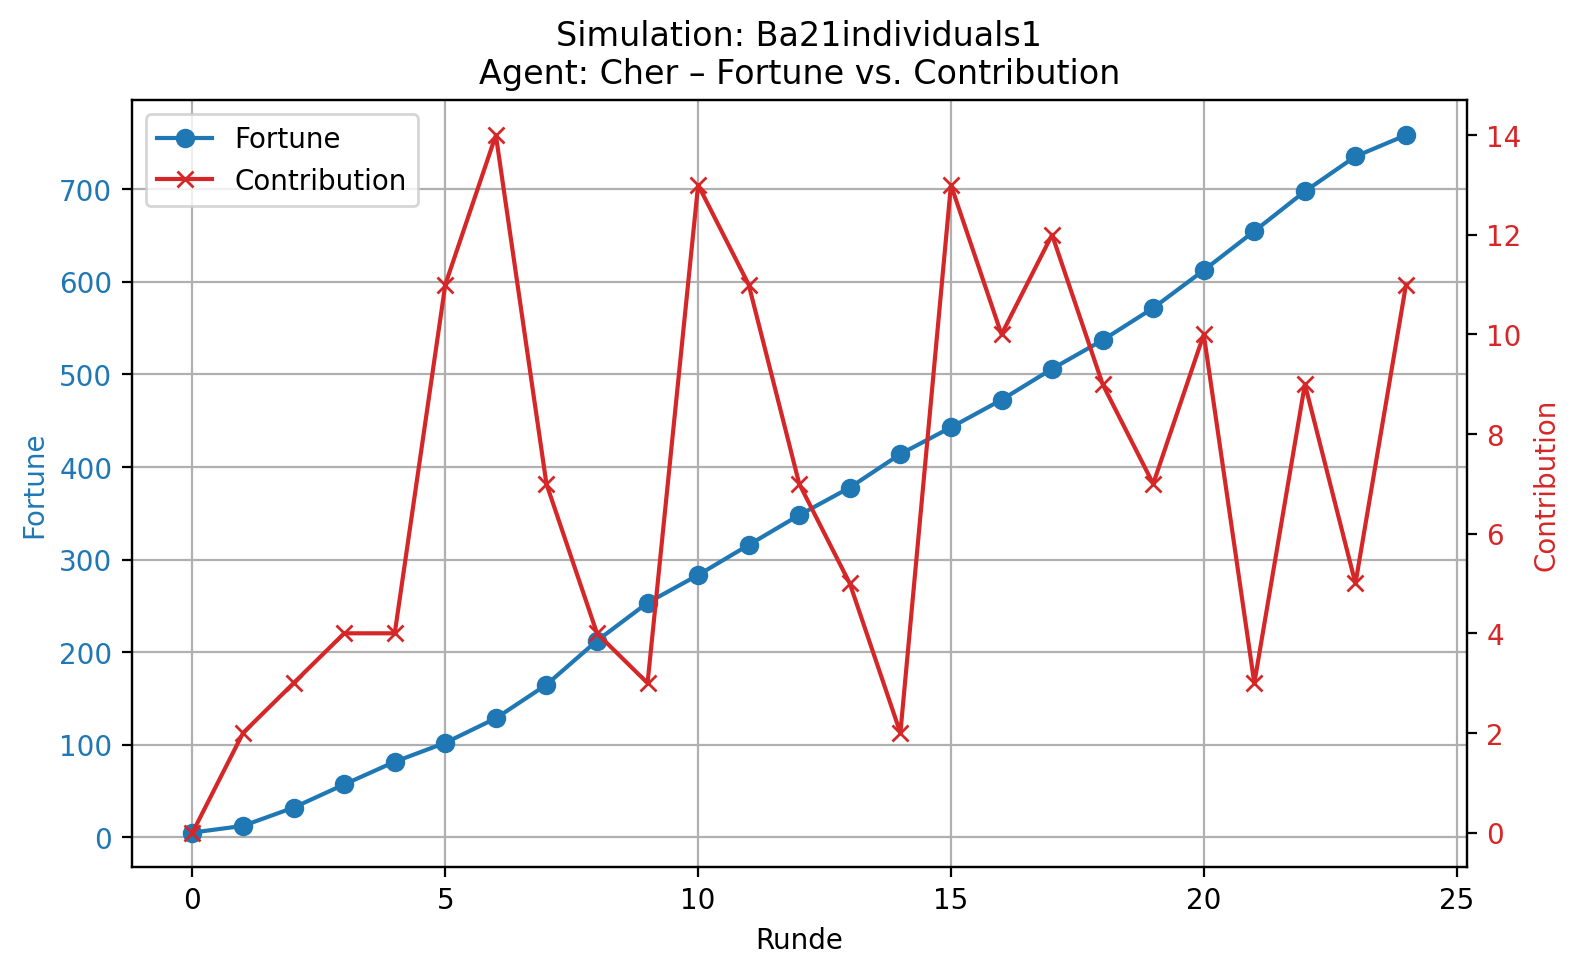 Simulation: Ba21individuals1
Agent: Cher – Fortune vs. Contribution
Fortune
Contribution
700
600
500
400
300
200
100
0
Fortune
14
12
10
8
6
4
2
0
Contribution
0 5 10 15 20 25
Runde